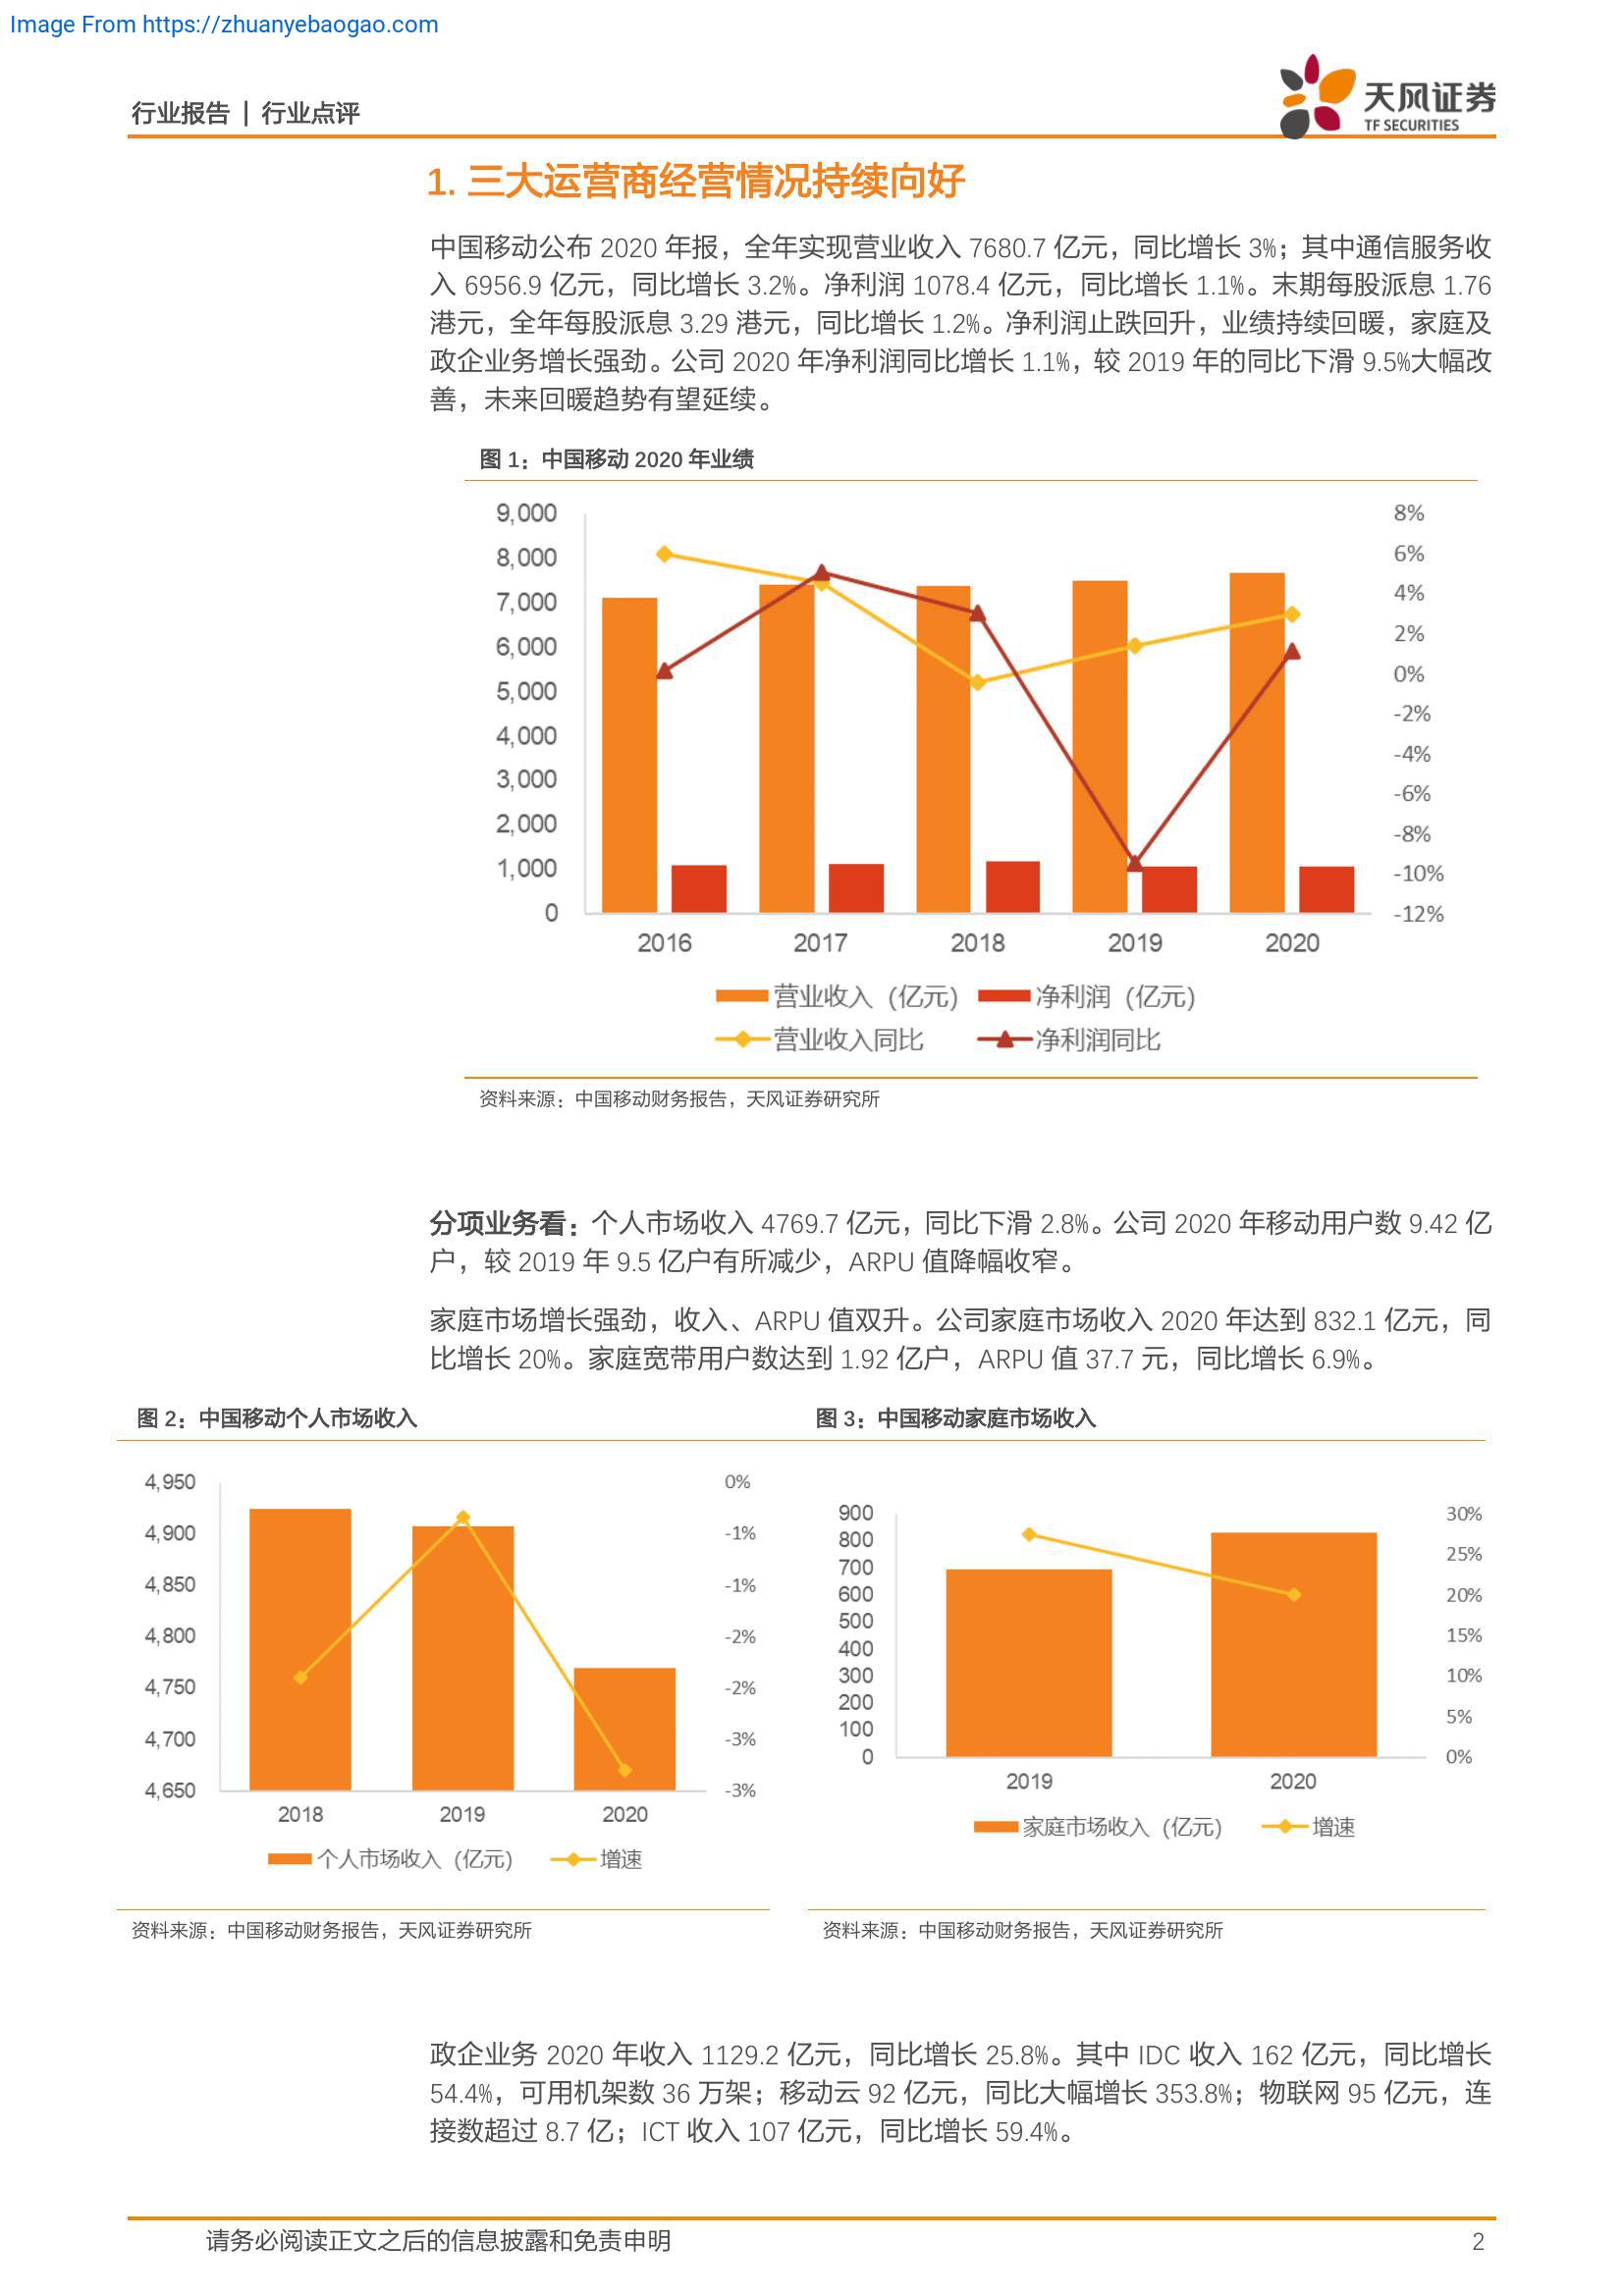 Image From https://zhuanyebaogao.com
行业报告 | 行业点评
天风证券
TF SECURITIES
1. 三大运营商经营情况持续向好
中国移动公布 2020 年报，全年实现营业收入 7680.7 亿元，同比增长 3%；其中通信服务收
入 6956.9 亿元，同比增长 3.2%。净利润 1078.4 亿元，同比增长 1.1%。末期每股派息 1.76
港元，全年每股派息 3.29 港元，同比增长 1.2%。净利润止跌回升，业绩持续回暖，家庭及
政企业务增长强劲。公司 2020 年净利润同比增长 1.1%，较 2019 年的同比下滑 9.5%大幅改
善，未来回暖趋势有望延续。
图 1：中国移动 2020 年业绩
9,000
8,000
7,000
6,000
5,000
4,000
3,000
2,000
1,000
0
8%
6%
4%
2%
0%
-2%
-4%
-6%
-8%
-10%
-12%
2016 2017 2018 2019 2020
营业收入（亿元） 净利润（亿元）
营业收入同比 净利润同比
资料来源：中国移动财务报告，天风证券研究所
分项业务看：个人市场收入 4769.7 亿元，同比下滑 2.8%。公司 2020 年移动用户数 9.42 亿
户，较 2019 年 9.5 亿户有所减少，ARPU 值降幅收窄。
家庭市场增长强劲，收入、ARPU 值双升。公司家庭市场收入 2020 年达到 832.1 亿元，同
比增长 20%。家庭宽带用户数达到 1.92 亿户，ARPU 值 37.7 元，同比增长 6.9%。
图 2：中国移动个人市场收入
4,950
4,900
4,850
4,800
4,750
4,700
4,650
0%
-1%
-1%
-2%
-2%
-3%
-3%
2018 2019 2020
个人市场收入（亿元） 增速
资料来源：中国移动财务报告，天风证券研究所
图 3：中国移动家庭市场收入
900
800
700
600
500
400
300
200
100
0
30%
25%
20%
15%
10%
5%
0%
2019 2020
家庭市场收入（亿元） 增速
资料来源：中国移动财务报告，天风证券研究所
政企业务 2020 年收入 1129.2 亿元，同比增长 25.8%。其中 IDC 收入 162 亿元，同比增长
54.4%，可用机架数 36 万架；移动云 92 亿元，同比大幅增长 353.8%；物联网 95 亿元，连
接数超过 8.7 亿；ICT 收入 107 亿元，同比增长 59.4%。
请务必阅读正文之后的信息披露和免责申明 2